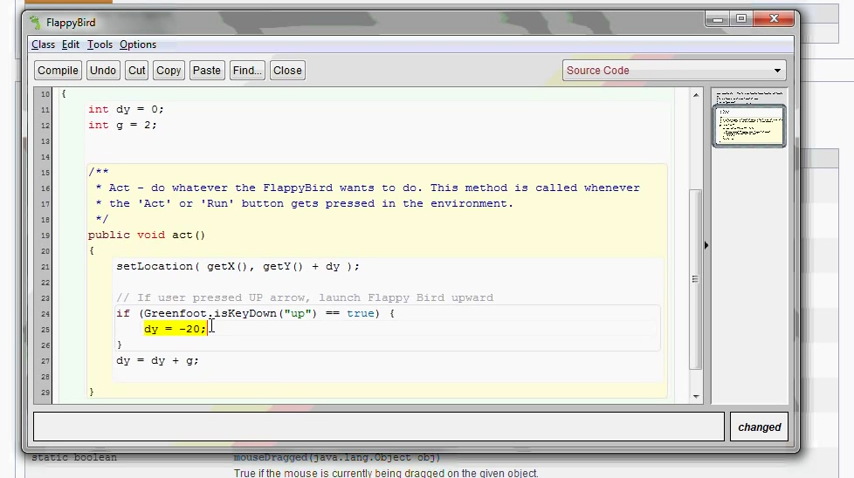 FlappyBird
Class Edit Tools Options
Compile Undo Cut Copy Paste Find... Close Source Code
10 {
11 int dy = 0;
12 int g = 2;
13
14
15 /**
16 * Act - do whatever the FlappyBird wants to do. This method is called whenever
17 * the 'Act' or 'Run' button gets pressed in the environment.
18 */
19 public void act()
20 {
21 setLocation( getX(), getY() + dy );
22
23 // If user pressed UP arrow, launch Flappy Bird upward
24 if (Greenfoot.isKeyDown("up") == true) {
25 dy = -20;
26 }
27 dy = dy + g;
28
29 }
changed
static boolean mouseDragged(java.lang.Object obj)
True if the mouse is currently being dragged on the given object.